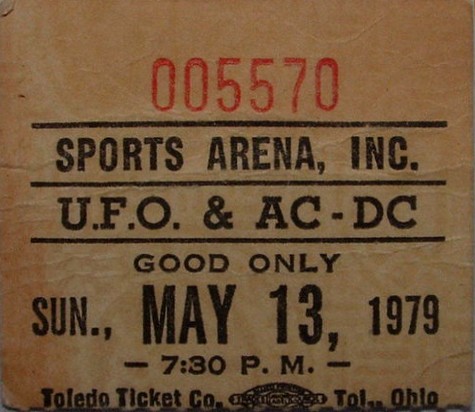 005570
SPORTS ARENA, INC.
U.F.O. & AC-DC
GOOD ONLY
SUN., MAY 13, 1979
— 7:30 P. M. —
Toledo Ticket Co. Tol., Ohio